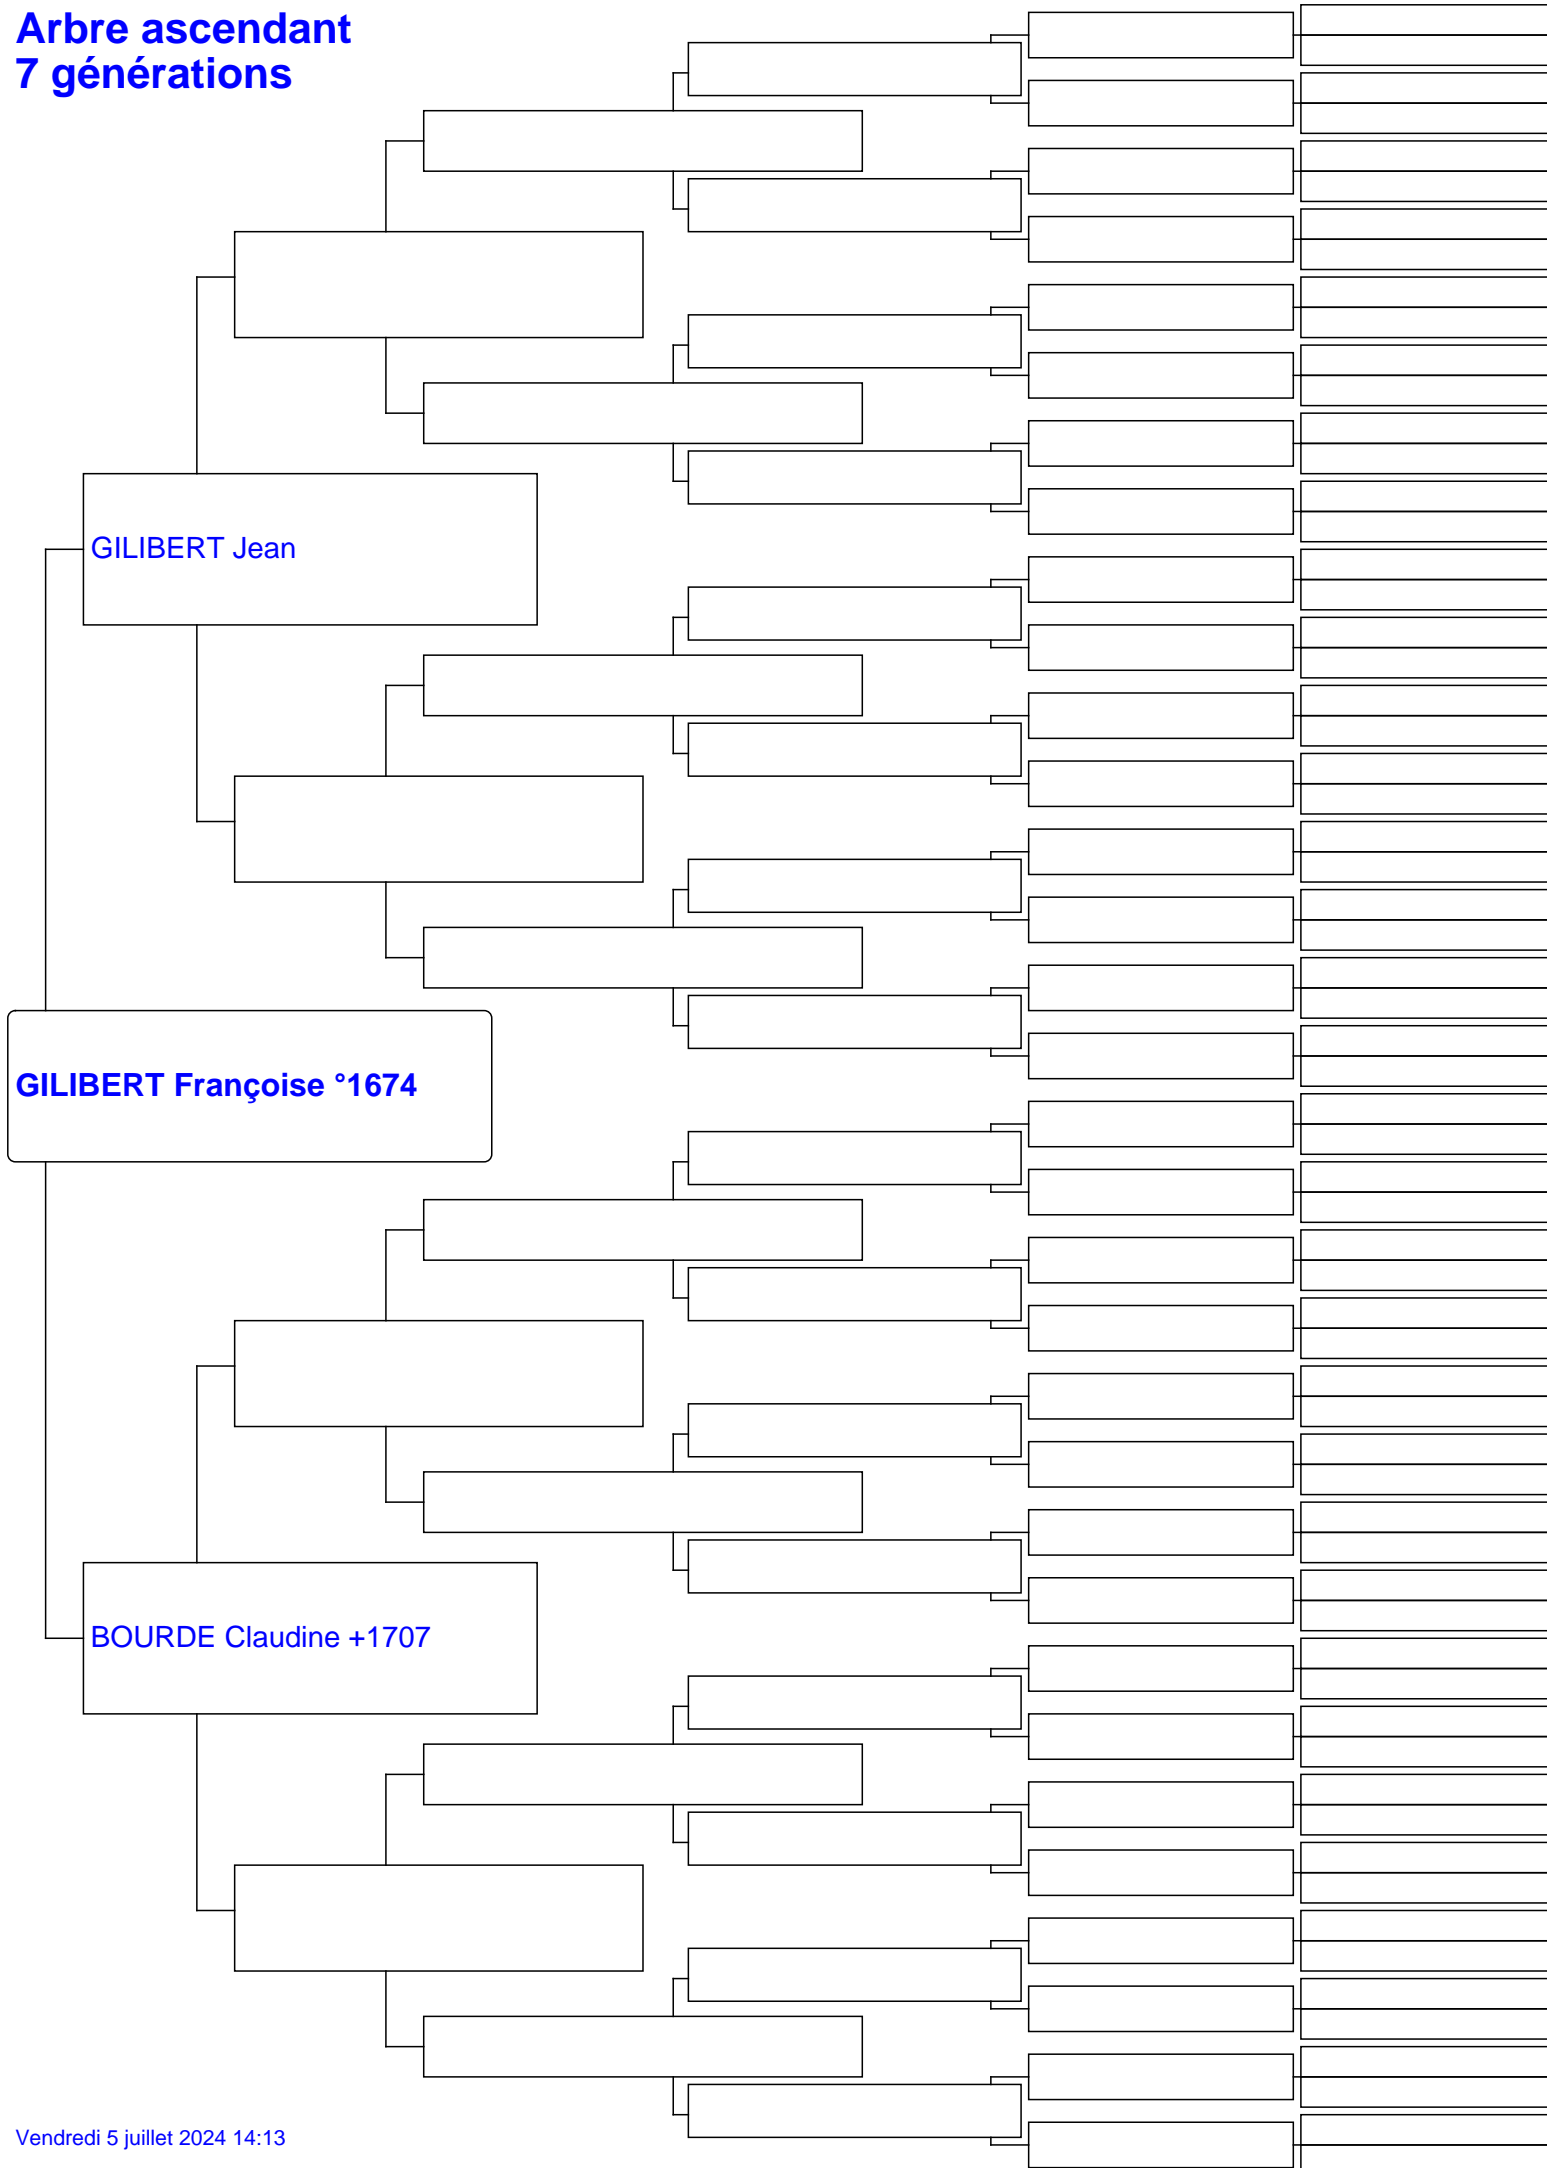 Arbre ascendant
7 générations
GILIBERT Jean
GILIBERT Françoise °1674
BOURDE Claudine +1707
Vendredi 5 juillet 2024 14:13